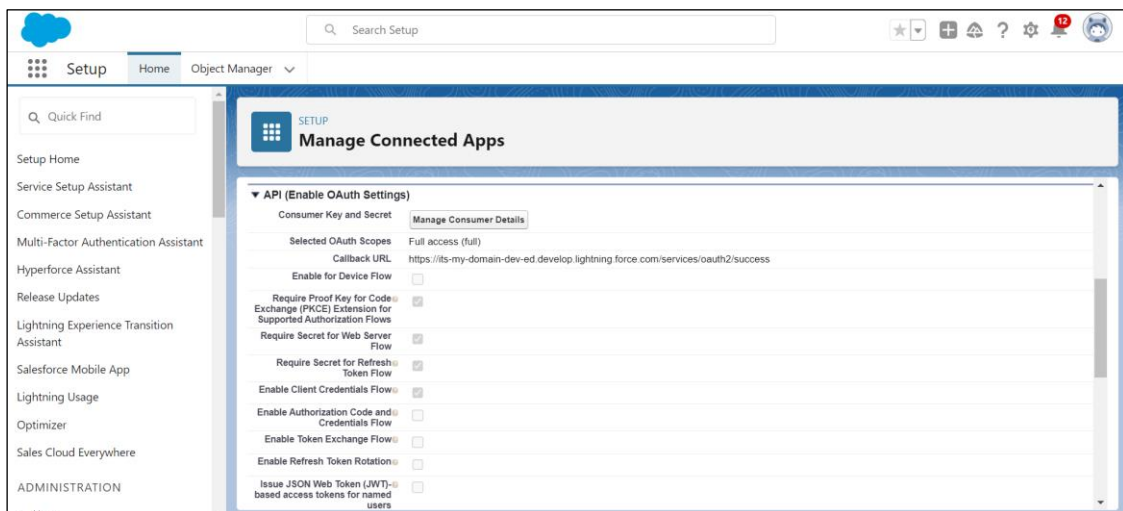 Search Setup
12
Setup
Home
Object Manager
Quick Find
Setup Home
Service Setup Assistant
Commerce Setup Assistant
Multi-Factor Authentication Assistant
Hyperforce Assistant
Release Updates
Lightning Experience Transition
Assistant
Salesforce Mobile App
Lightning Usage
Optimizer
Sales Cloud Everywhere
ADMINISTRATION
SETUP
Manage Connected Apps
API (Enable OAuth Settings)
Consumer Key and Secret Manage Consumer Details
Selected OAuth Scopes Full access (full)
Callback URL https://its-my-domain-dev-ed.develop.lightning.force.com/services/oauth2/success
Enable for Device Flow
Require Proof Key for Code
Exchange (PKCE) Extension for
Supported Authorization Flows
Require Secret for Web Server
Flow
Require Secret for Refresh
Token Flow
Enable Client Credentials Flow
Enable Authorization Code and
Credentials Flow
Enable Token Exchange Flow
Enable Refresh Token Rotation
Issue JSON Web Token (JWT)-
based access tokens for named
users